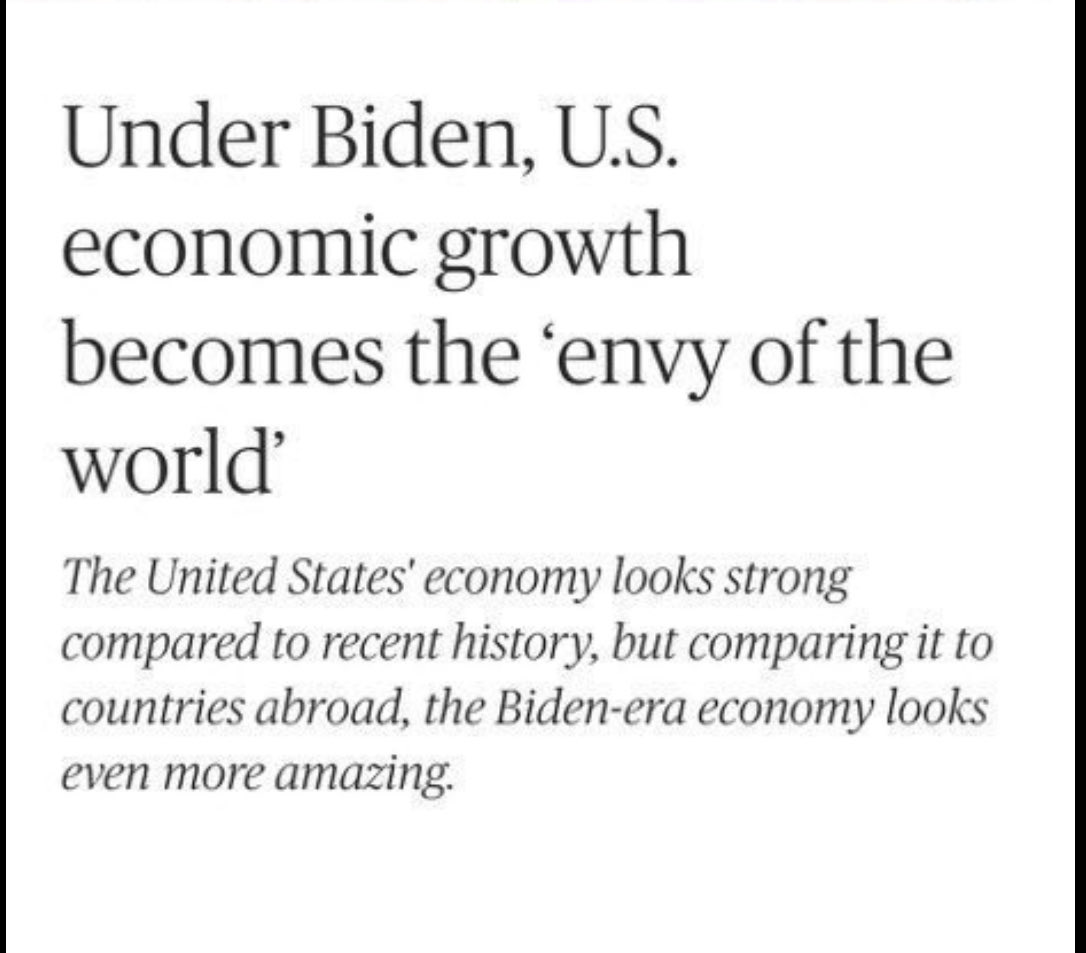 Under Biden, U.S.
economic growth
becomes the ‘envy of the
world’
The United States' economy looks strong
compared to recent history, but comparing it to
countries abroad, the Biden-era economy looks
even more amazing.